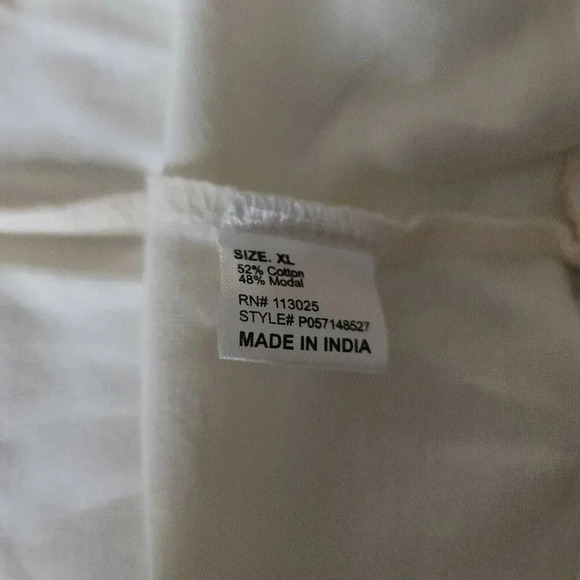 SIZE. XL
52% Cotton
48% Modal
RN# 113025
STYLE# P057148527
MADE IN INDIA